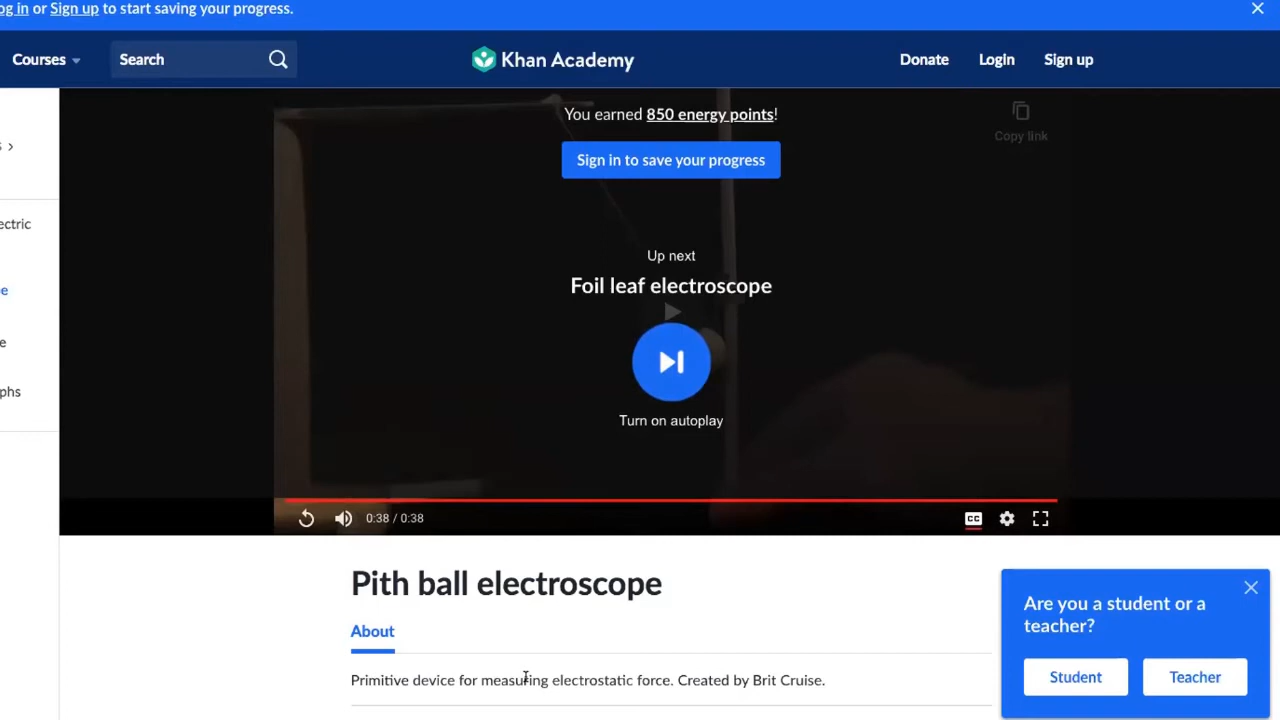 og in or Sign up to start saving your progress.
Courses
Search
Khan Academy
Donate
Login
Sign up
You earned 850 energy points!
Copy link
Sign in to save your progress
ectric
Up next
e
Foil leaf electroscope
e
phs
Turn on autoplay
0:38 / 0:38
CC
Pith ball electroscope
About
Primitive device for measuring electrostatic force. Created by Brit Cruise.
Are you a student or a
teacher?
Student
Teacher